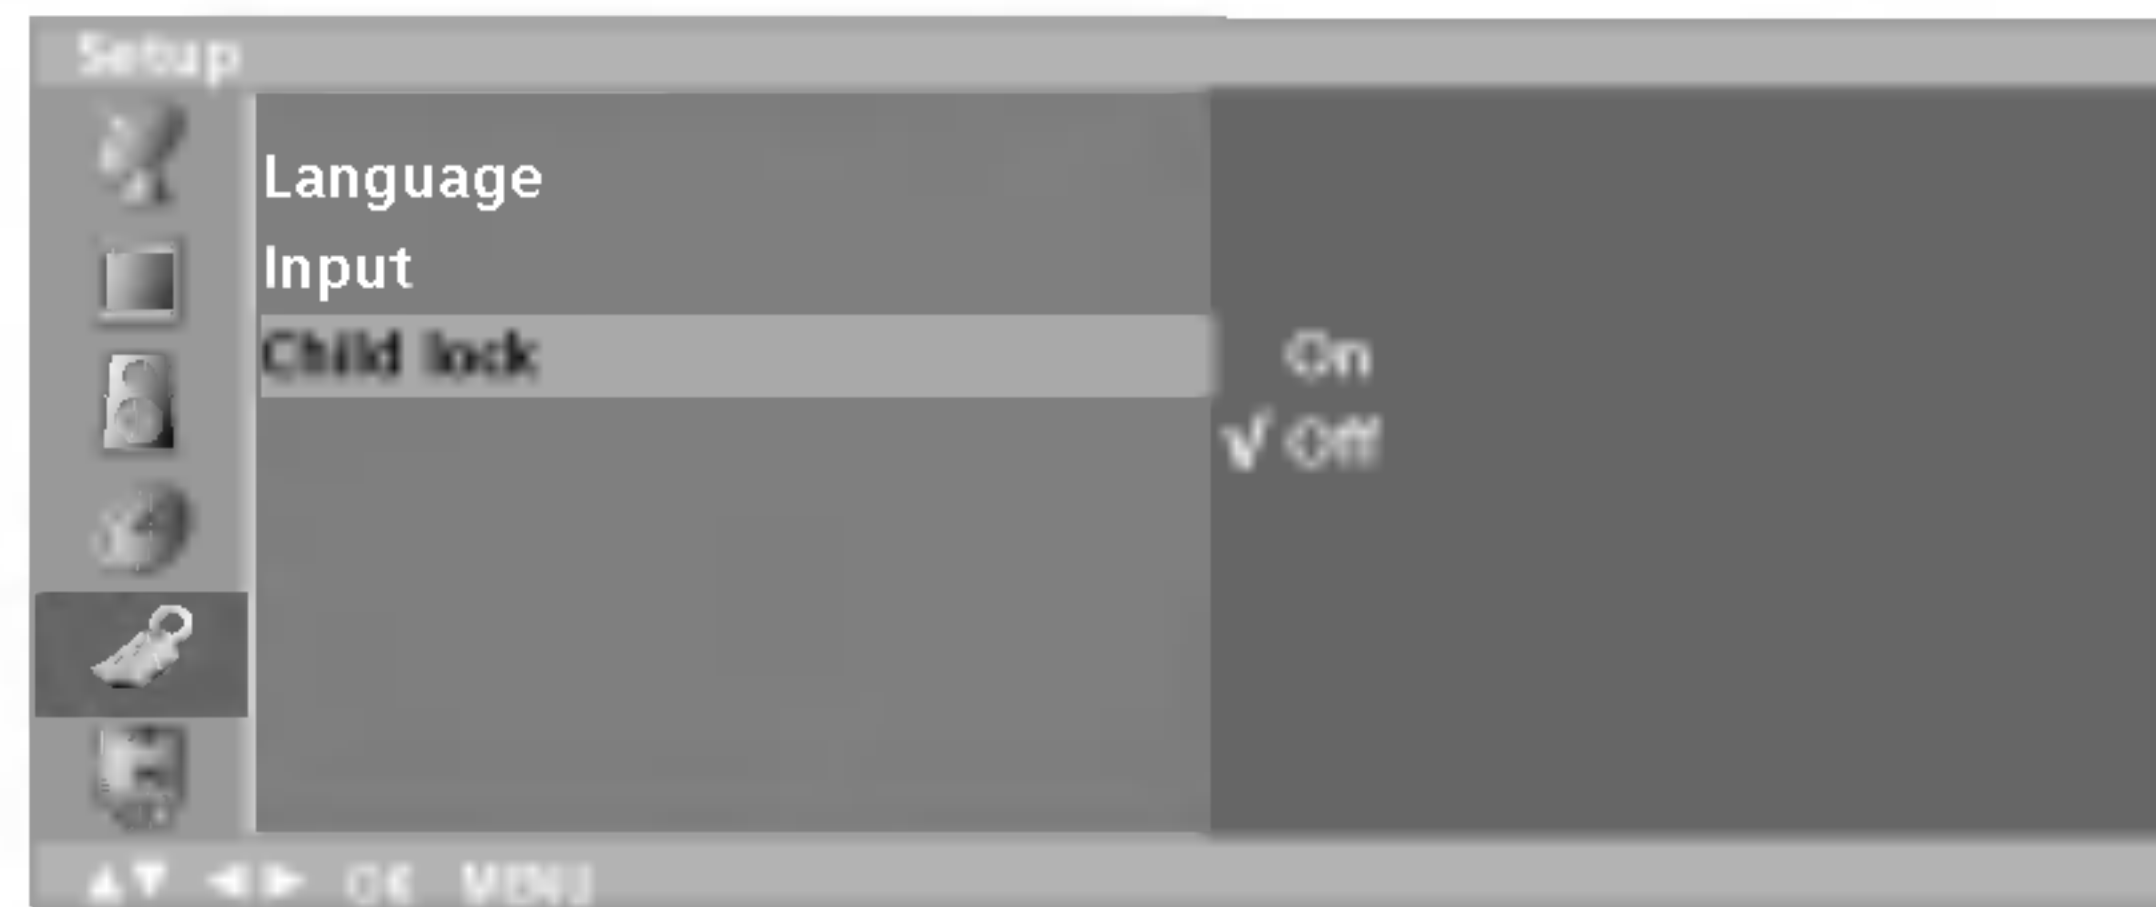 Setup
Language
Input
Child lock
On
√ Off
▲▼ ◀▶ OK MENU